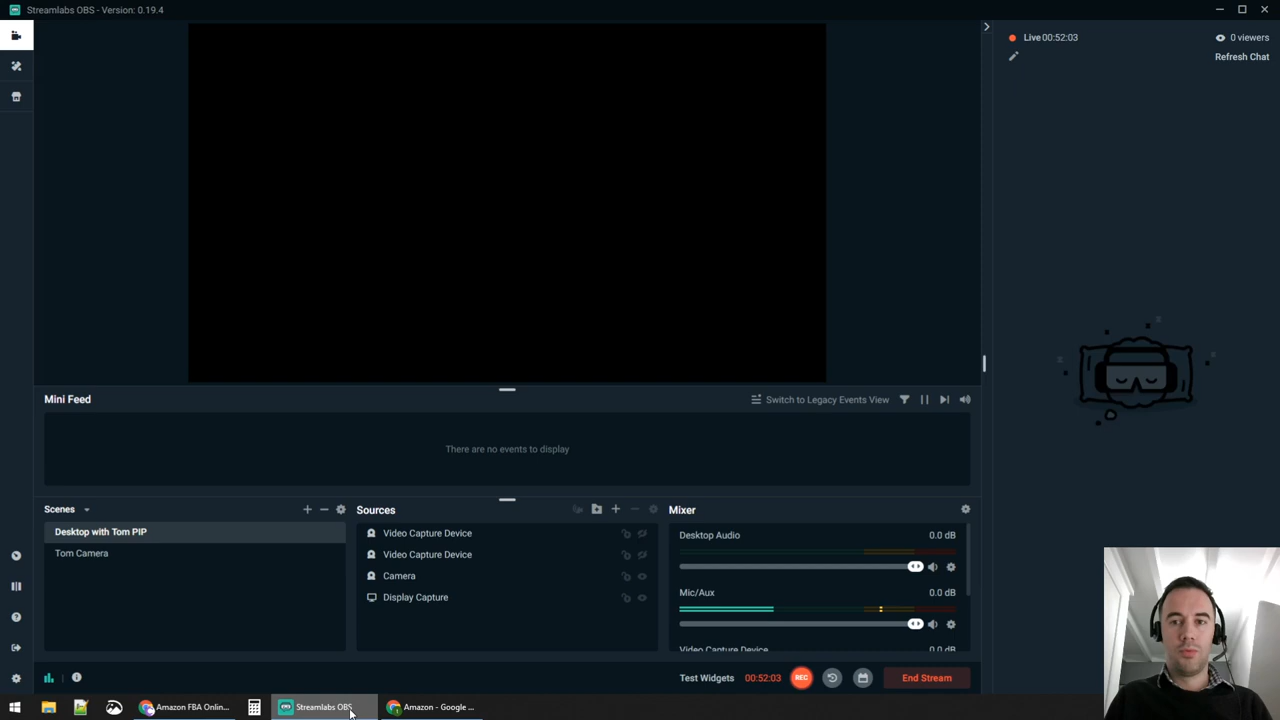 Streamlabs OBS - Version: 0.19.4
Live 00:52:03
0 viewers
Refresh Chat
Mini Feed
Switch to Legacy Events View
There are no events to display
Scenes
Desktop with Tom PIP
Tom Camera
Sources
Video Capture Device
Video Capture Device
Camera
Display Capture
Mixer
Desktop Audio
0.0 dB
Mic/Aux
0.0 dB
Video Capture Device
Test Widgets
00:52:03
REC
End Stream
Amazon FBA Onlin...
Streamlabs OBS
Amazon - Google ...